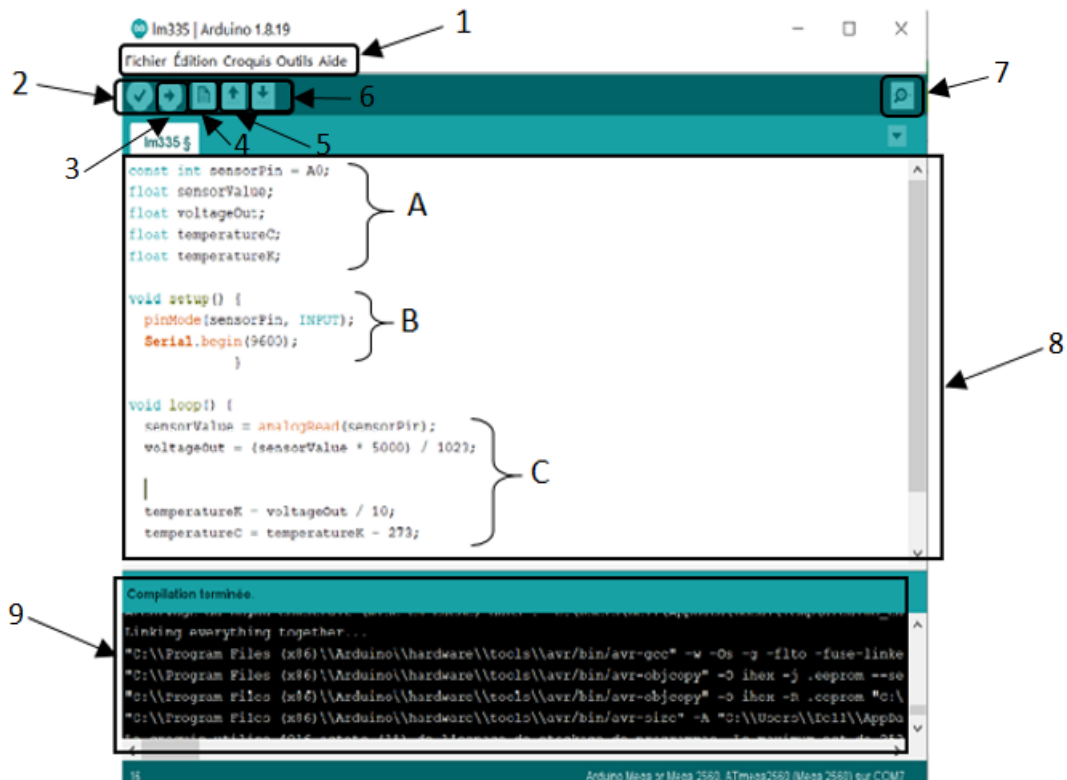 lm335 | Arduino 1.8.19
1
Fichier Édition Croquis Outils Aide
2
6
7
3
4
5
lm335 §
const int sensorPin = A0;
float sensorValue;
float voltageOut;
float temperatureC;
float temperatureK;
A
void setup() {
pinMode(sensorPin, INPUT);
Serial.begin(9600);
}
B
8
void loop() {
sensorValue = analogRead(sensorPin);
voltageOut = (sensorValue * 5000) / 1023;
C
temperatureK = voltageOut / 10;
temperatureC = temperatureK - 273;
9
Compilation terminée.
Linking everything together...
"C:\\Program Files (x86)\\Arduino\\hardware\\tools\\avr/bin/avr-gcc" -w -Os -g -flto -fuse-linke
"C:\\Program Files (x86)\\Arduino\\hardware\\tools\\avr/bin/avr-objcopy" -O ihex -j .eeprom --se
"C:\\Program Files (x86)\\Arduino\\hardware\\tools\\avr/bin/avr-objcopy" -O ihex -R .eeprom "C:\
"C:\\Program Files (x86)\\Arduino\\hardware\\tools\\avr/bin/avr-size" -A "C:\\Users\\Dell\\AppDa
16
Arduino Mega or Mega 2560, ATmega2560 (Mega 2560) sur COM7